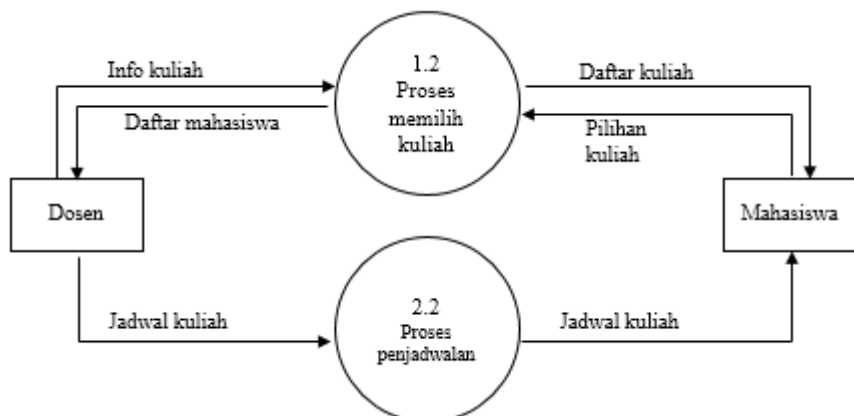 Info kuliah
1.2
Proses
memilih
kuliah
Daftar kuliah
Daftar mahasiswa
Pilihan
kuliah
Dosen
Mahasiswa
Jadwal kuliah
2.2
Proses
penjadwalan
Jadwal kuliah